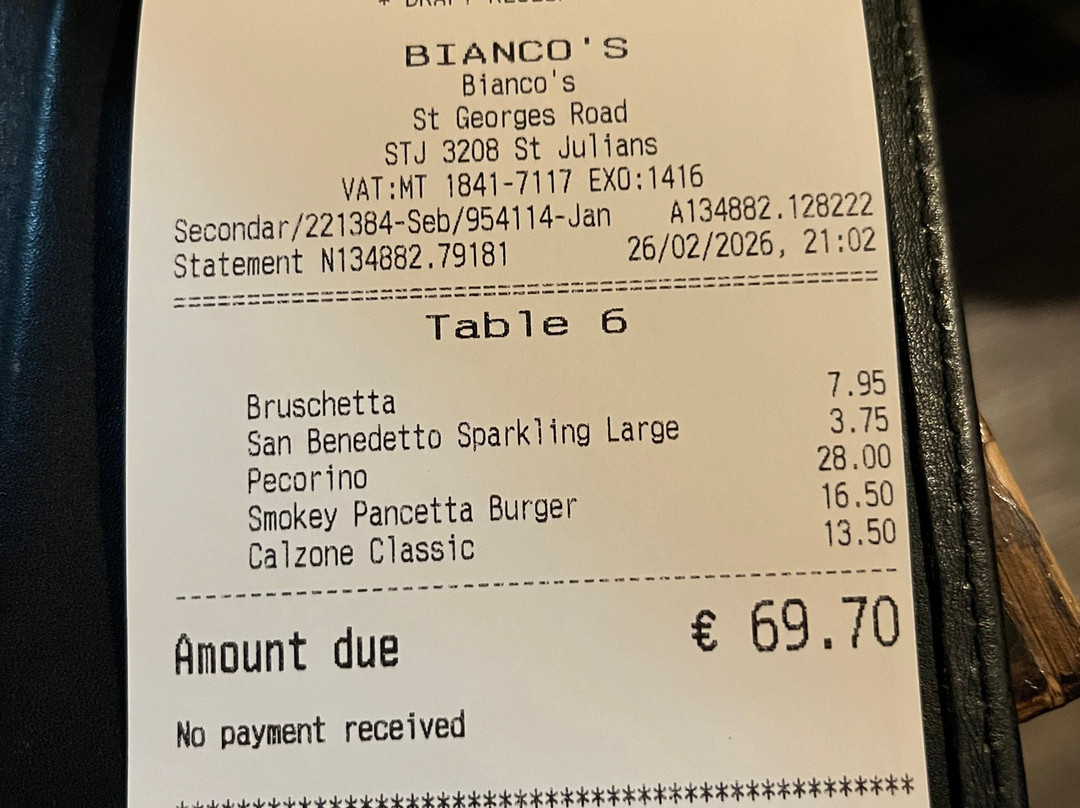 * DRAFT
BIANCO'S
Bianco's
St Georges Road
STJ 3208 St Julians
VAT:MT 1841-7117 EXO:1416
Secondar/221384-Seb/954114-Jan A134882.128222
Statement N134882.79181 26/02/2026, 21:02
================================================
Table 6
Bruschetta 7.95
San Benedetto Sparkling Large 3.75
Pecorino 28.00
Smokey Pancetta Burger 16.50
Calzone Classic 13.50
------------------------------------------------
Amount due € 69.70
No payment received
************************************************